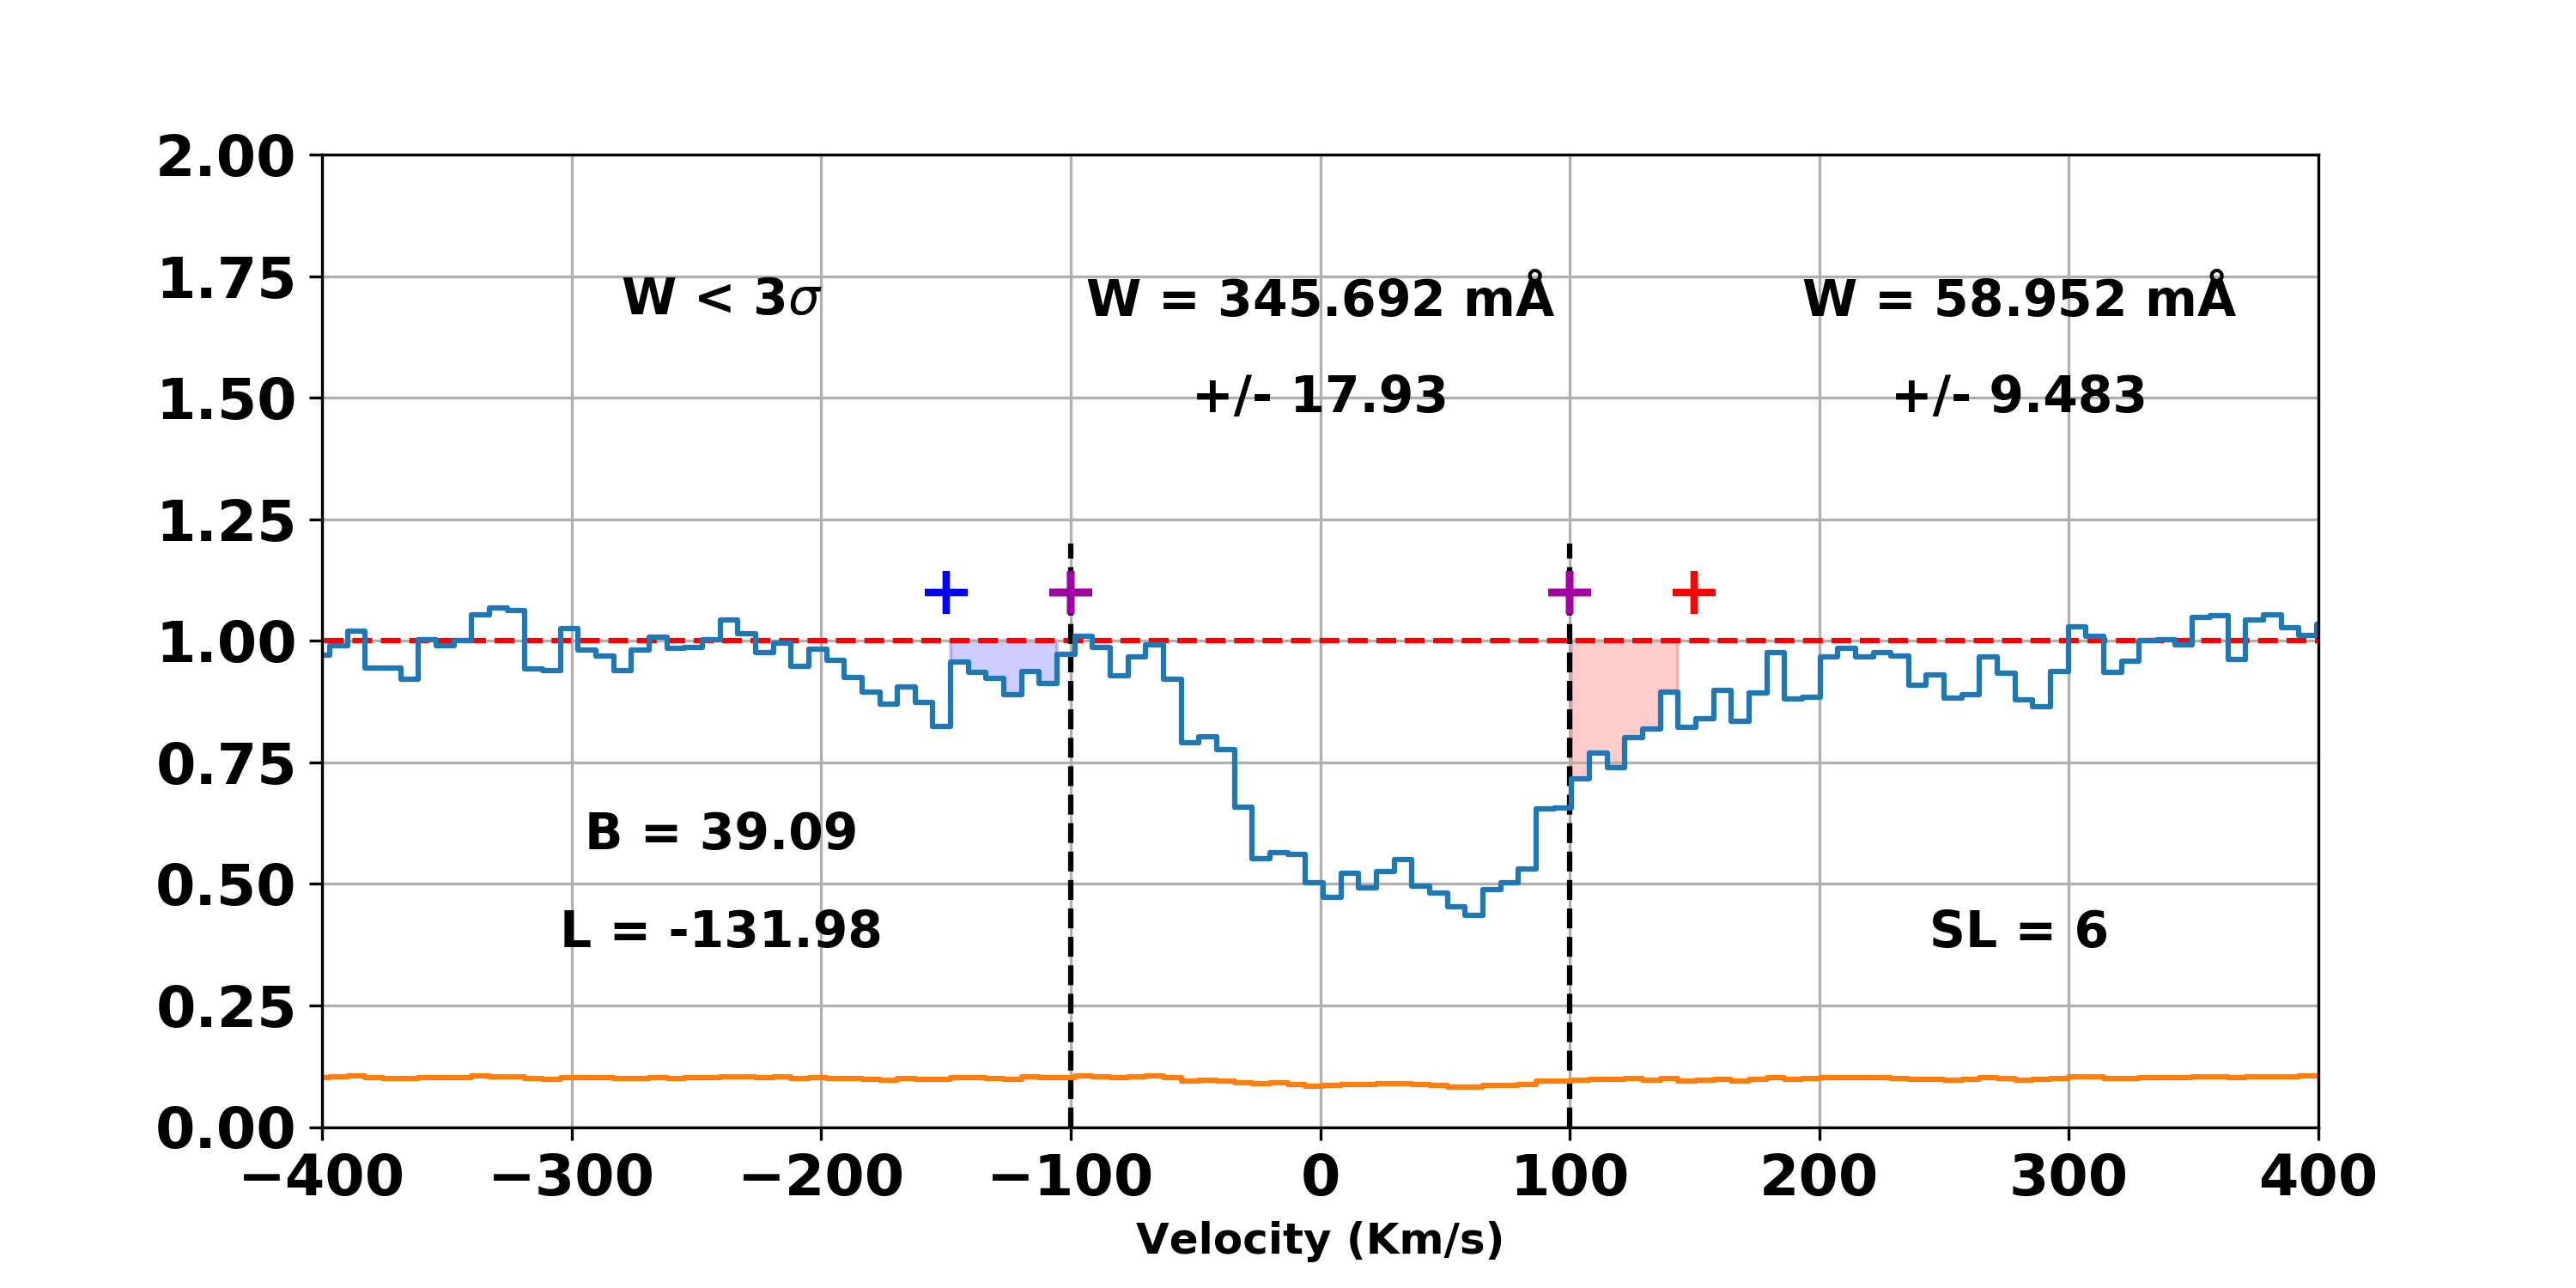 2.00
1.75
W < 3σ
W = 345.692 mÅ
W = 58.952 mÅ
1.50
+/- 17.93
+/- 9.483
1.25
1.00
0.75
B = 39.09
0.50
L = -131.98
SL = 6
0.25
0.00
−400 −300 −200 −100 0 100 200 300 400
Velocity (Km/s)